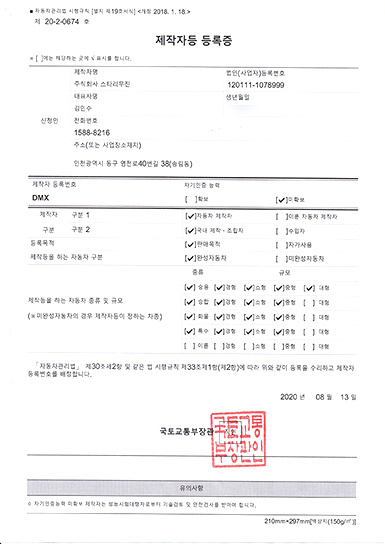 ■ 자동차관리법 시행규칙 [별지 제19호서식] <개정 2018. 1. 18.>
제 20-2-0674 호
제작자등 등록증
※ [ ]에는 해당하는 곳에 √ 표시를 합니다.
제작자명 법인(사업자)등록번호
주식회사 스타리무진 120111-1078999
대표자명 생년월일
김민수
신청인 전화번호
1588-8216
주소(또는 사업장소재지)
인천광역시 동구 염전로40번길 38(송림동)
제작자 등록번호 자기인증 능력
DMX [ ]확보 [√]미확보
제작자 구분 1 [√]자동차 제작자 [ ]이륜 자동차 제작자
구분 구분 2 [√]국내 제작ㆍ조립자 [ ]수입자
등록목적 [√]판매목적 [ ]자가사용
제작등을 하는 자동차 구분 [√]완성자동차 [ ]미완성자동차
종류 규모
[√] 승용 [√]경형 [√]소형 [√]중형 [√] 대형
제작등을 하는 자동차 종류 및 규모 [√] 승합 [√]경형 [√]소형 [√]중형 [ ] 대형
(※미완성자동차의 경우 제작자등이 정하는 차종) [√] 화물 [√]경형 [√]소형 [√]중형 [ ] 대형
[√] 특수 [√]경형 [√]소형 [√]중형 [ ] 대형
[ ] 이륜 [ ]경형 [ ]소형 [ ]중형 [ ] 대형
「자동차관리법」 제30조제2항 및 같은 법 시행규칙 제33조제1항(제2항)에 따라 위와 같이 등록을 수리하고 제작자
등록번호를 배정합니다.
2020 년 08 월 13 일
국토교통부장관
국토교통
부장관인
유의사항
※ 자기인증능력 미확보 제작자는 성능시험대행자로부터 기술검토 및 안전검사를 받아야 합니다.
210mm×297mm[백상지(150g/㎡)]